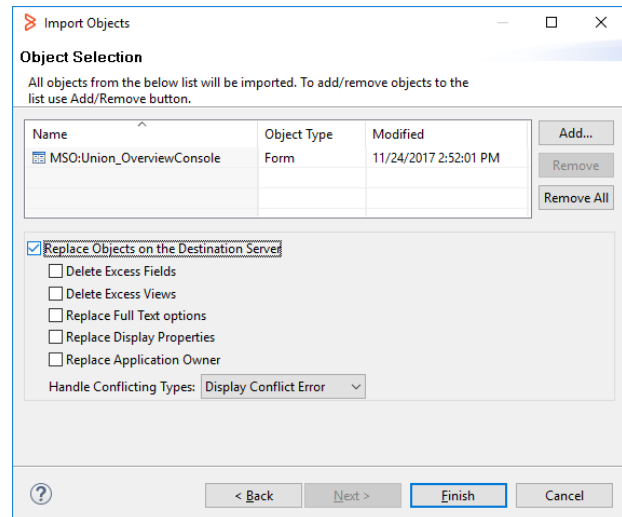 Import Objects
Object Selection
All objects from the below list will be imported. To add/remove objects to the
list use Add/Remove button.
Name Object Type Modified
MSO:Union_OverviewConsole Form 11/24/2017 2:52:01 PM
Add...
Remove
Remove All
Replace Objects on the Destination Server
Delete Excess Fields
Delete Excess Views
Replace Full Text options
Replace Display Properties
Replace Application Owner
Handle Conflicting Types: Display Conflict Error
? < Back Next > Finish Cancel